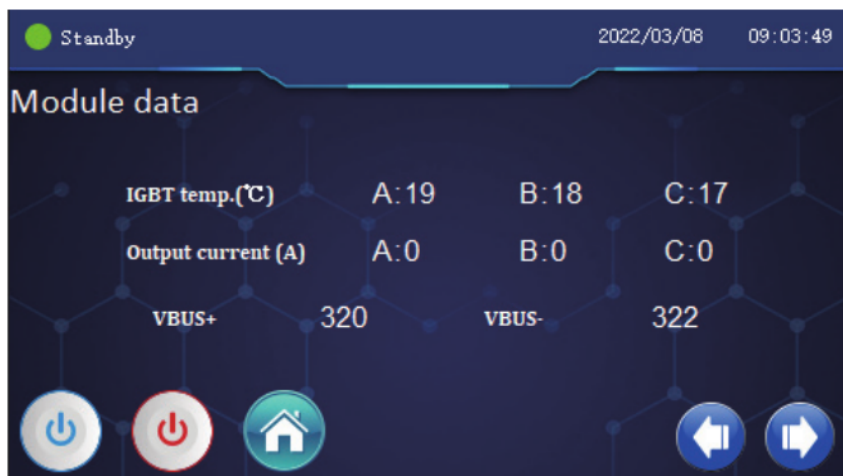 Standby 2022/03/08 09:03:49
Module data
IGBT temp.(℃) A:19 B:18 C:17
Output current (A) A:0 B:0 C:0
VBUS+ 320 VBUS- 322